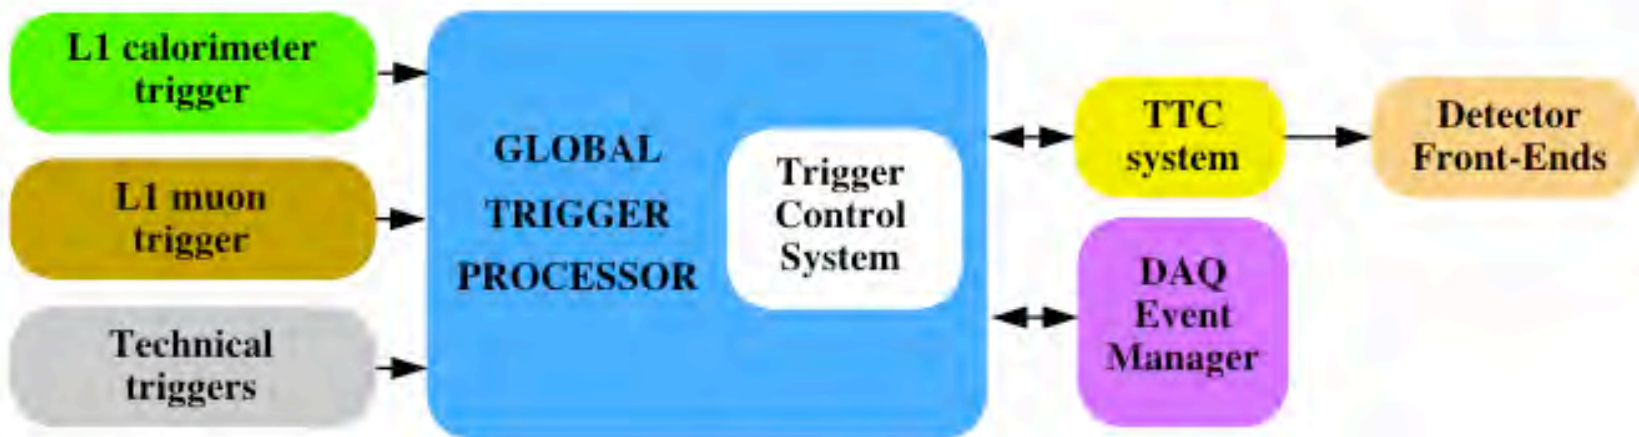 L1 calorimeter
trigger
L1 muon
trigger
Technical
triggers
GLOBAL
TRIGGER
PROCESSOR
Trigger
Control
System
TTC
system
Detector
Front-Ends
DAQ
Event
Manager